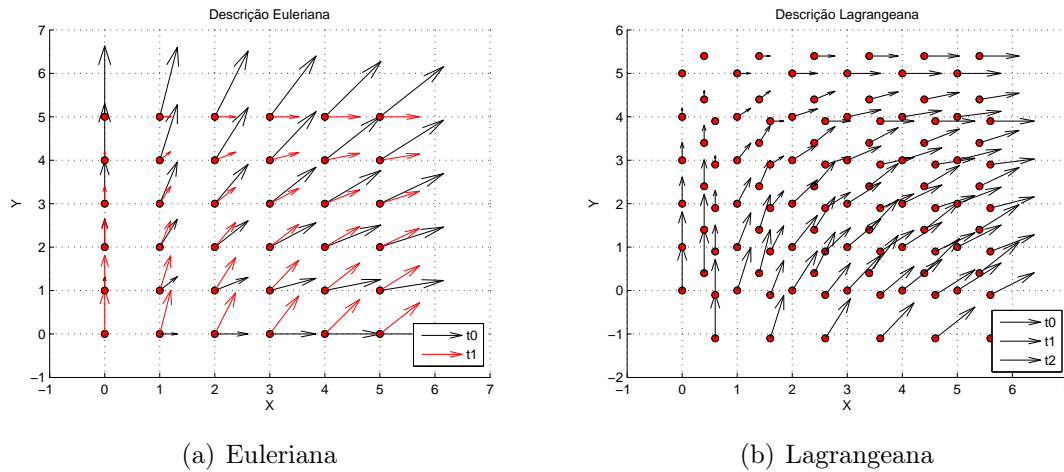 Descrição Euleriana
7
6
5
4
3
2
1
0
−1
Y
−1 0 1 2 3 4 5 6 7
X
t0
t1
Descrição Lagrangeana
6
5
4
3
2
1
0
−1
−2
Y
−1 0 1 2 3 4 5 6
X
t0
t1
t2
(a) Euleriana
(b) Lagrangeana